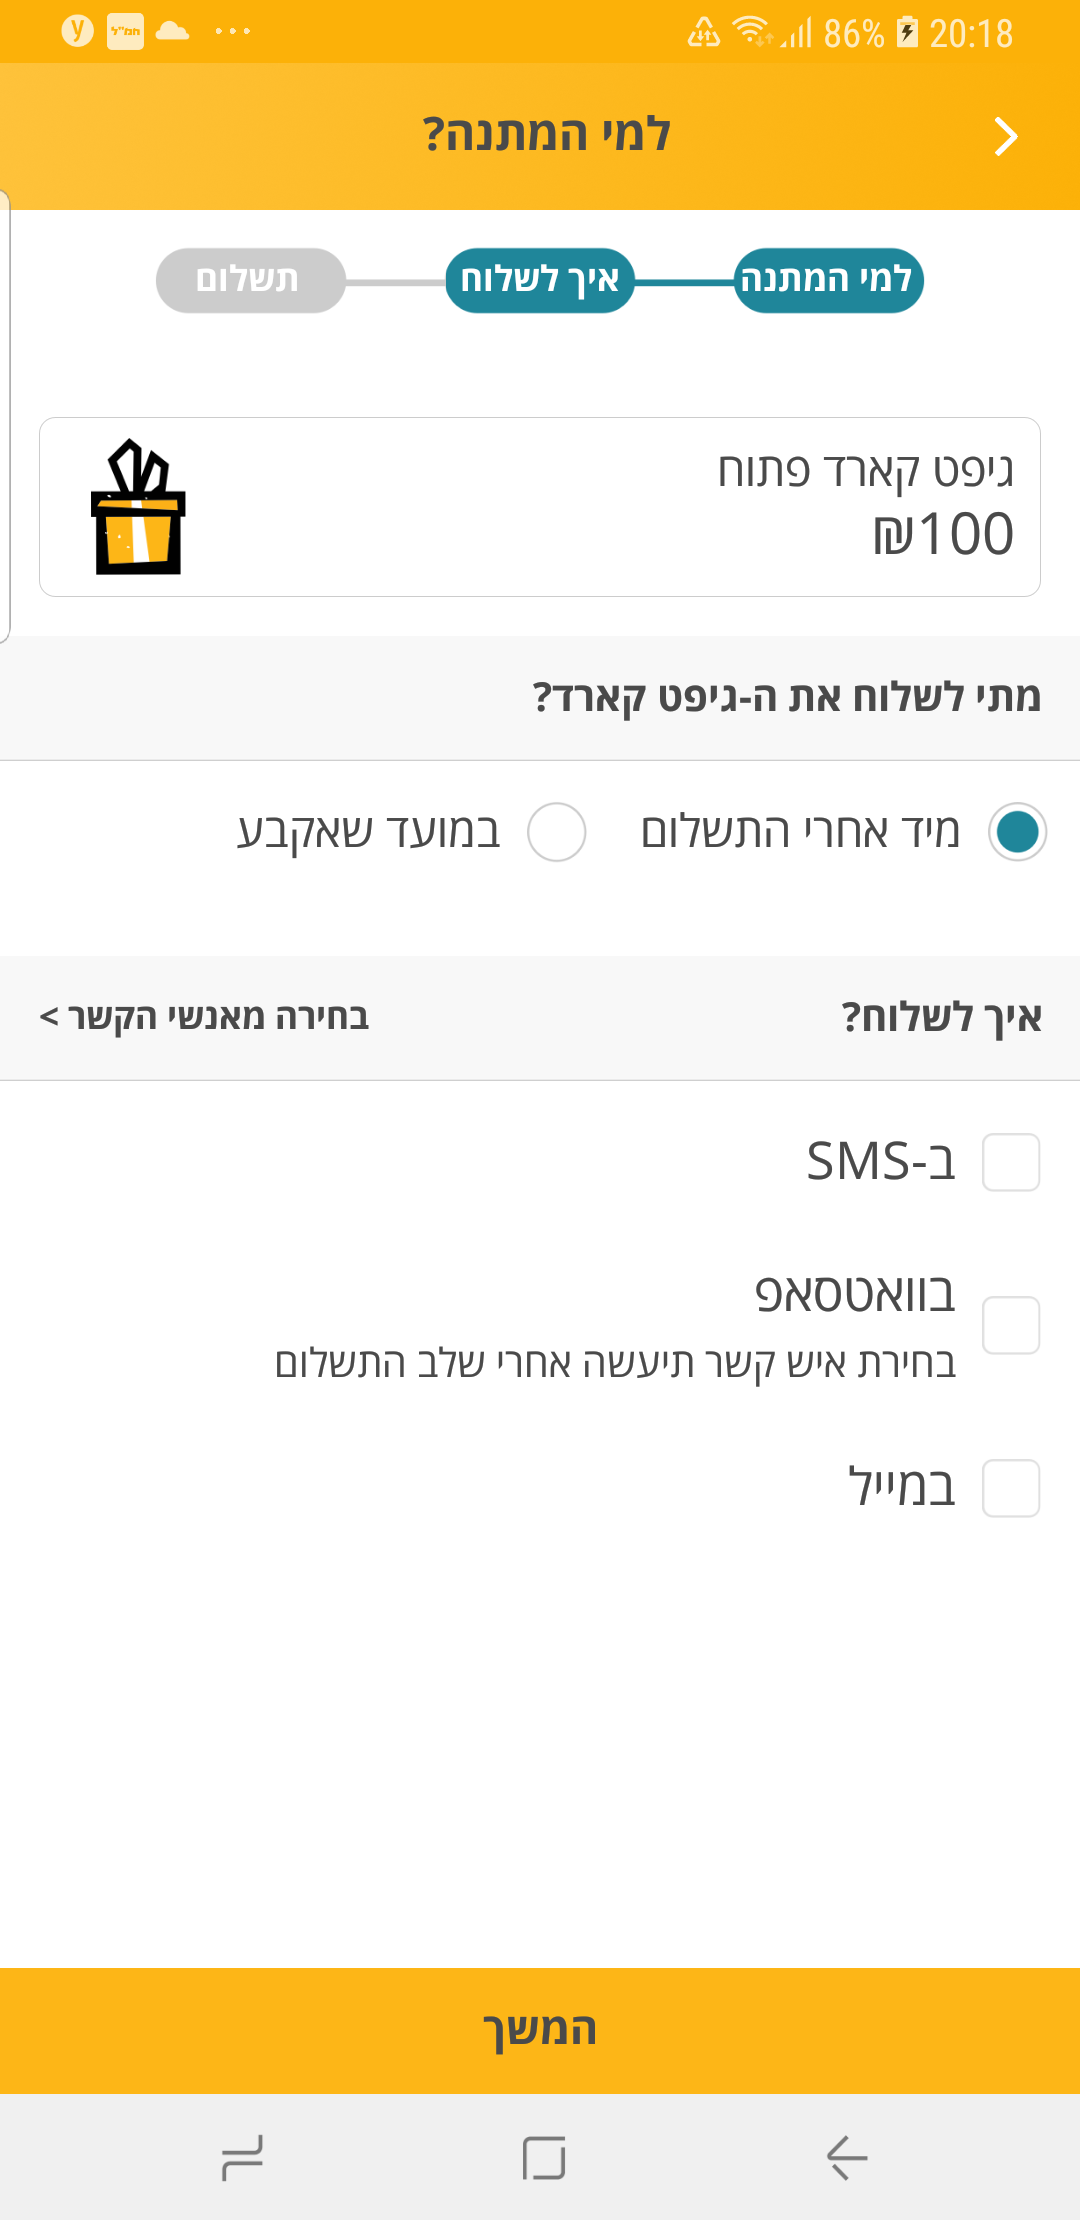 y חמ"ל ... 86% 20:18
למי המתנה?
למי המתנה איך לשלוח תשלום
גיפט קארד פתוח
₪100
מתי לשלוח את ה-גיפט קארד?
מיד אחרי התשלום במועד שאקבע
איך לשלוח? בחירה מאנשי הקשר >
ב-SMS
בוואטסאפ
בחירת איש קשר תיעשה אחרי שלב התשלום
במייל
המשך